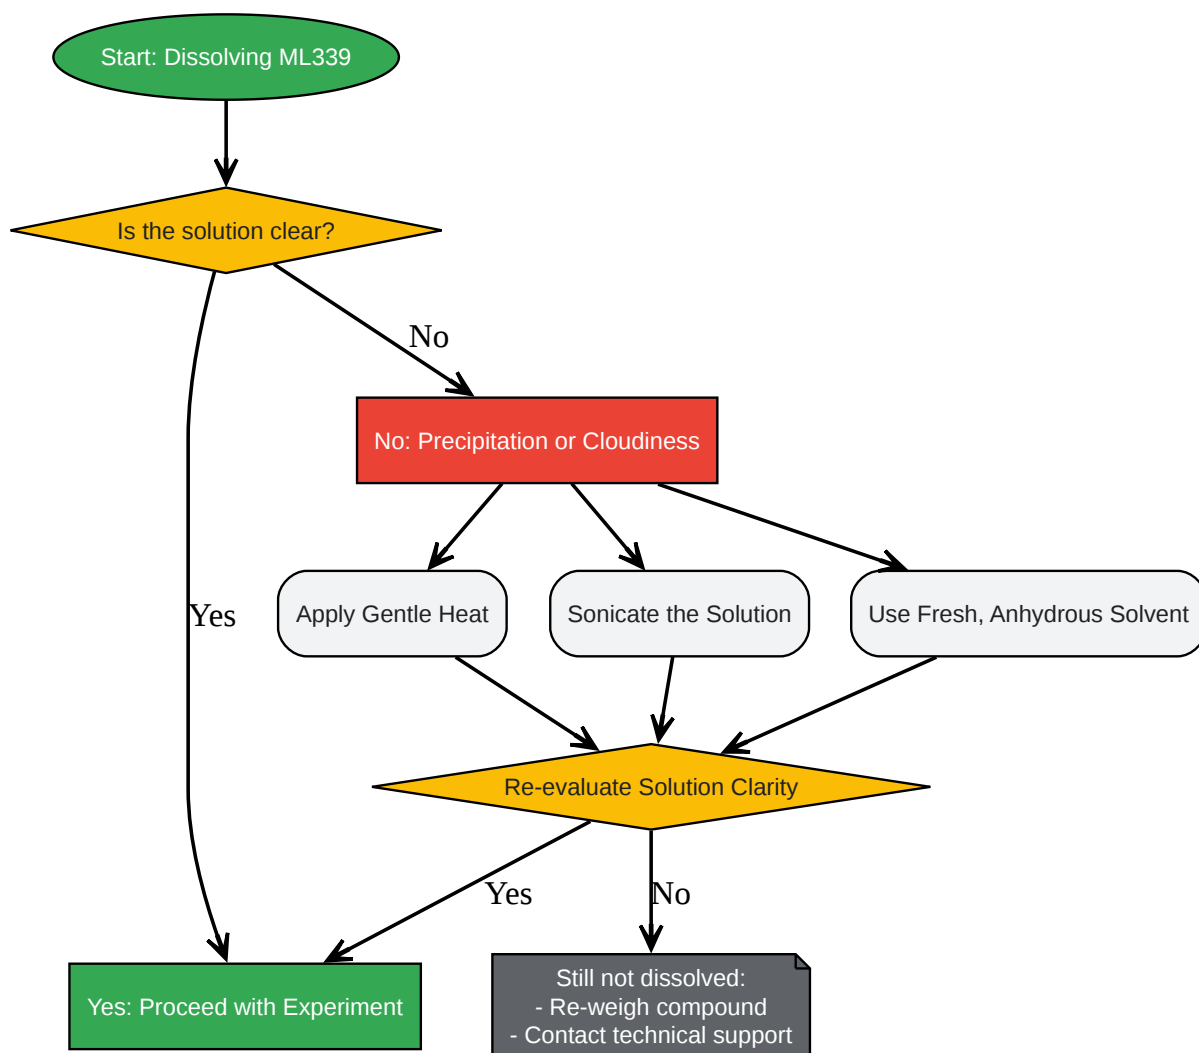 Start: Dissolving ML339
Is the solution clear?
No
No: Precipitation or Cloudiness
Yes
Apply Gentle Heat
Sonicate the Solution
Use Fresh, Anhydrous Solvent
Re-evaluate Solution Clarity
Yes
No
Yes: Proceed with Experiment
Still not dissolved:
- Re-weigh compound
- Contact technical support